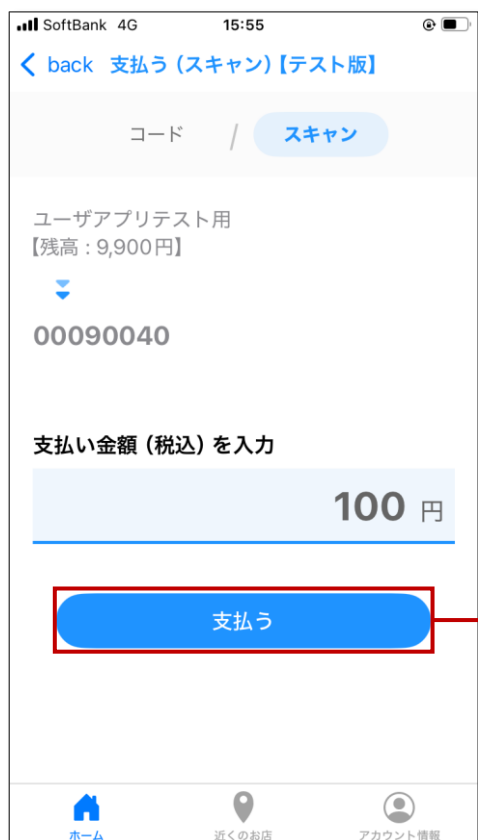 SoftBank 4G 15:55
back 支払う（スキャン）【テスト版】
コード / スキャン
ユーザアプリテスト用
【残高：9,900円】
00090040
支払い金額（税込）を入力
100 円
支払う
ホーム 近くのお店 アカウント情報